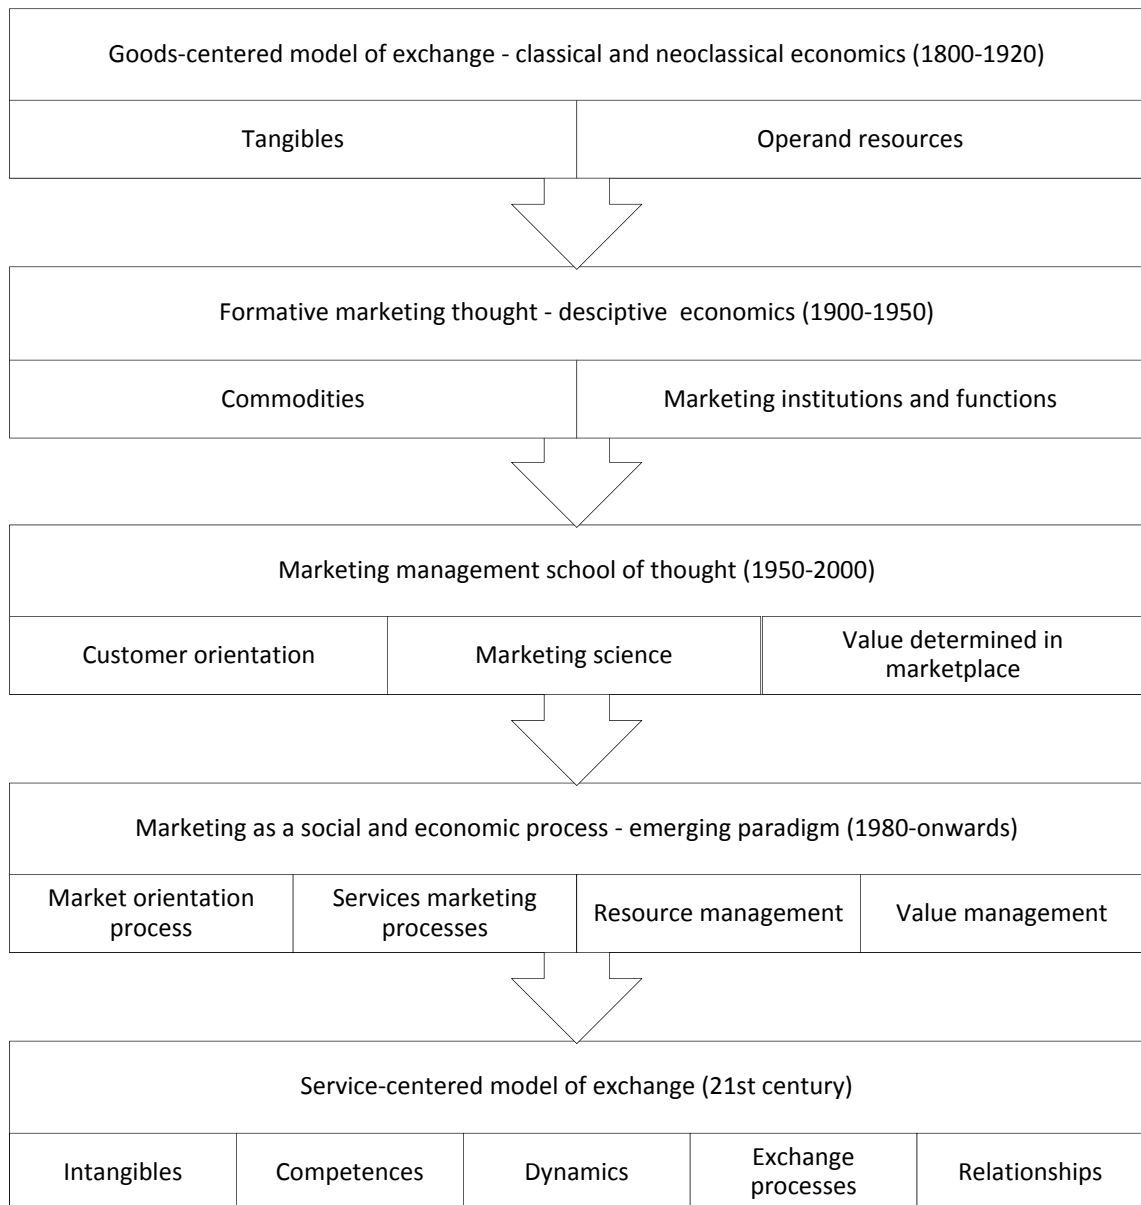 Goods-centered model of exchange - classical and neoclassical economics (1800-1920)
Tangibles
Operand resources
Formative marketing thought - desciptive  economics (1900-1950)
Commodities
Marketing institutions and functions
Marketing management school of thought (1950-2000)
Customer orientation
Marketing science
Value determined in
marketplace
Marketing as a social and economic process - emerging paradigm (1980-onwards)
Market orientation
process
Services marketing
processes
Resource management
Value management
Service-centered model of exchange (21st century)
Intangibles
Competences
Dynamics
Exchange
processes
Relationships